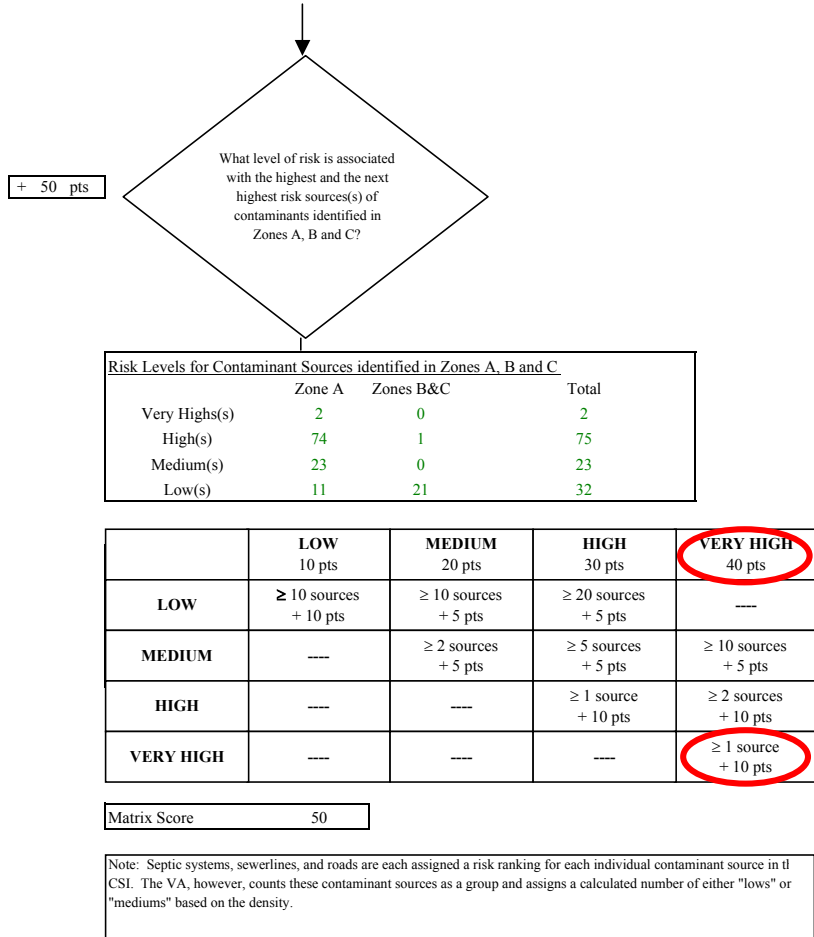 What level of risk is associated
with the highest and the next
highest risk sources(s) of
contaminants identified in
Zones A, B and C?
+ 50 pts
Risk Levels for Contaminant Sources identified in Zones A, B and C
Zone A Zones B&C Total
Very Highs(s) 2 0 2
High(s) 74 1 75
Medium(s) 23 0 23
Low(s) 11 21 32
LOW MEDIUM HIGH VERY HIGH
10 pts 20 pts 30 pts 40 pts
LOW ≥ 10 sources ≥ 10 sources ≥ 20 sources ----
+ 10 pts + 5 pts + 5 pts
MEDIUM ---- ≥ 2 sources ≥ 5 sources ≥ 10 sources
+ 5 pts + 5 pts + 5 pts
HIGH ---- ---- ≥ 1 source ≥ 2 sources
+ 10 pts + 10 pts
VERY HIGH ---- ---- ---- ≥ 1 source
+ 10 pts
Matrix Score 50
Note: Septic systems, sewerlines, and roads are each assigned a risk ranking for each individual contaminant source in
CSI. The VA, however, counts these contaminant sources as a group and assigns a calculated number of either "lows" or
"mediums" based on the density.